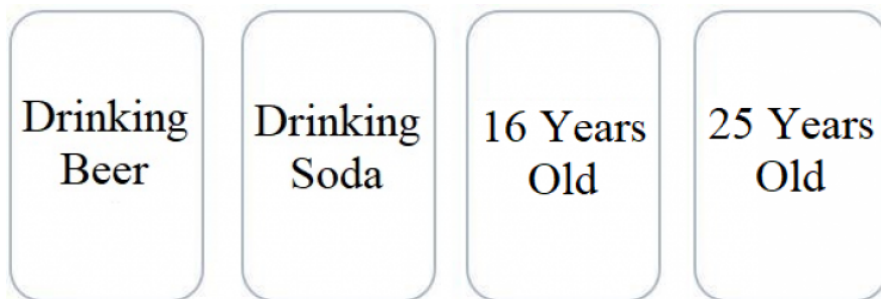 Drinking
Beer
Drinking
Soda
16 Years
Old
25 Years
Old